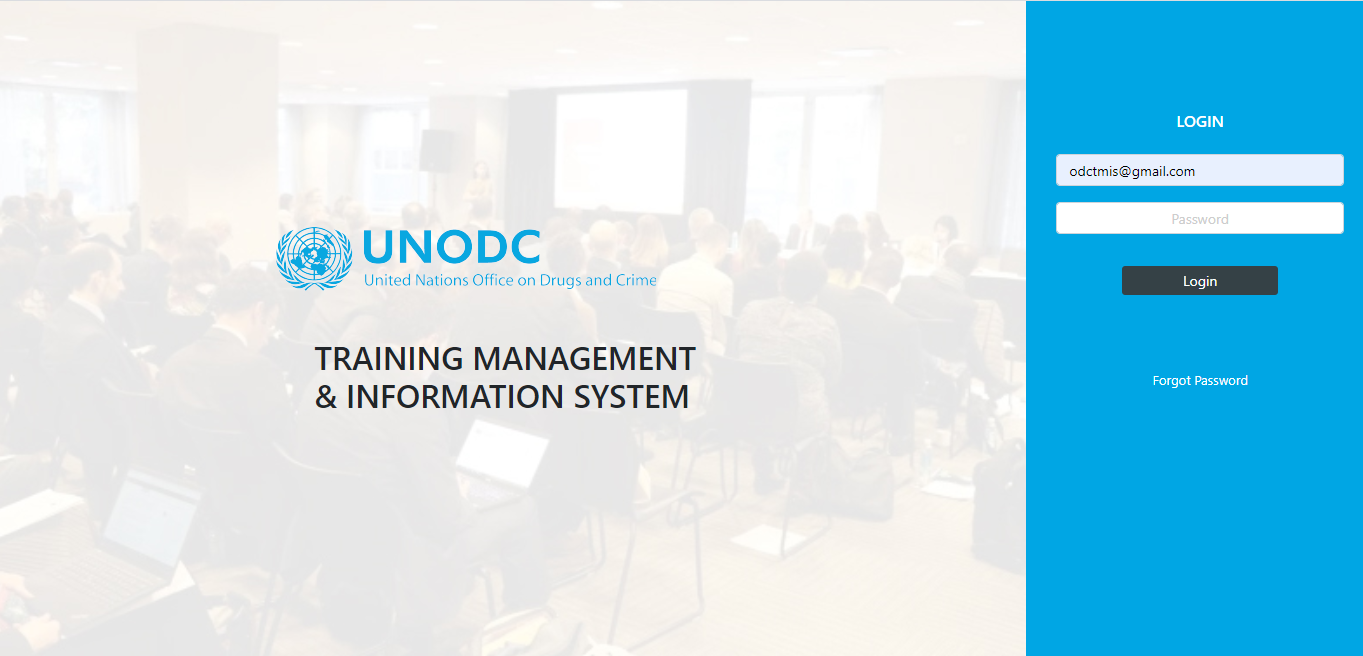 UNODC
United Nations Office on Drugs and Crime
TRAINING MANAGEMENT
& INFORMATION SYSTEM
LOGIN
odctmis@gmail.com
Password
Login
Forgot Password